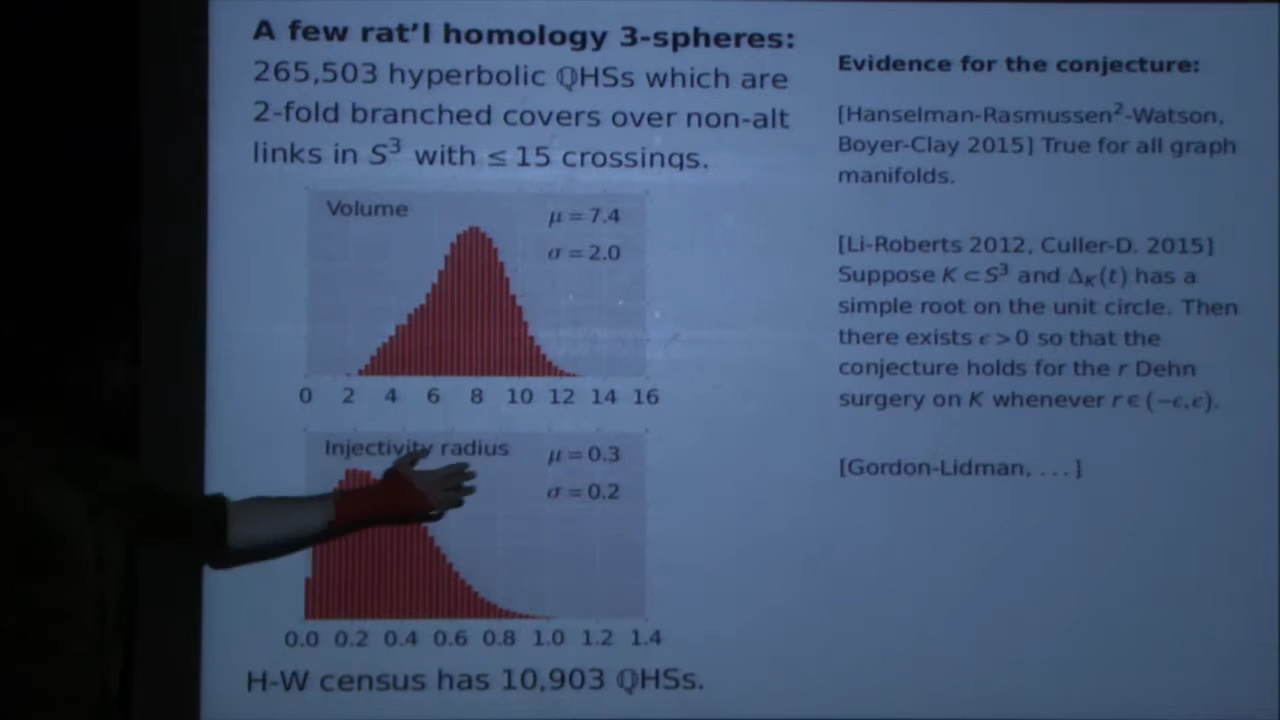 A few rat'l homology 3-spheres:
265,503 hyperbolic ℚHSs which are
2-fold branched covers over non-alt
links in S³ with ≤ 15 crossings.
Volume
μ = 7.4
σ = 2.0
0 2 4 6 8 10 12 14 16
Injectivity radius
μ = 0.3
σ = 0.2
0.0 0.2 0.4 0.6 0.8 1.0 1.2 1.4
H-W census has 10,903 ℚHSs.
Evidence for the conjecture:
[Hanselman-Rasmussen²-Watson,
Boyer-Clay 2015] True for all graph
manifolds.
[Li-Roberts 2012, Culler-D. 2015]
Suppose K ⊂ S³ and Δ_K(t) has a
simple root on the unit circle. Then
there exists ϵ > 0 so that the
conjecture holds for the r Dehn
surgery on K whenever r ∈ (−ϵ,ϵ).
[Gordon-Lidman, ...]